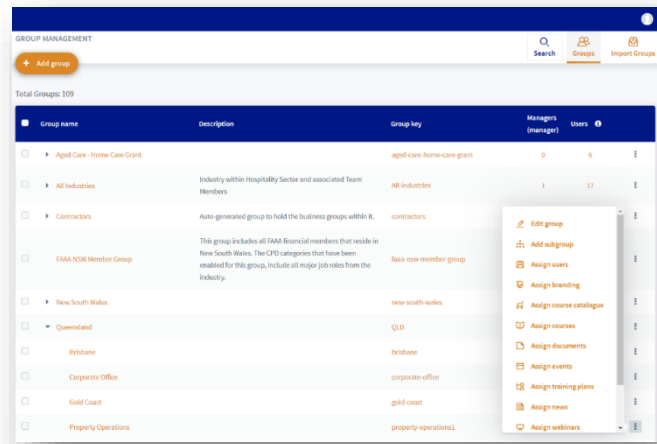 GROUP MANAGEMENT
Search
Groups
Import Groups
+ Add group
Total Groups: 109
Group name Description Group key Managers (manager) Users
Aged Care - Home Care Grant aged-care-home-care-grant 0 6
All Industries Industry within Hospitality Sector and associated Team All-Industries 1 17
Members
Contractors Auto-generated group to hold the business groups within it. contractors
This group includes all FAAA financial members that reside in
FAAA NSW Member Group New South Wales. The CPD categories that have been faaa-nsw-member-group
enabled for this group, include all major job roles from the
industry.
New South Wales new-south-wales
Queensland QLD
Brisbane brisbane
Corporate Office corporate-office
Gold Coast gold-coast
Property Operations property-operations1
Edit group
Add subgroup
Assign users
Assign branding
Assign course catalogue
Assign courses
Assign documents
Assign events
Assign training plans
Assign news
Assign webinars